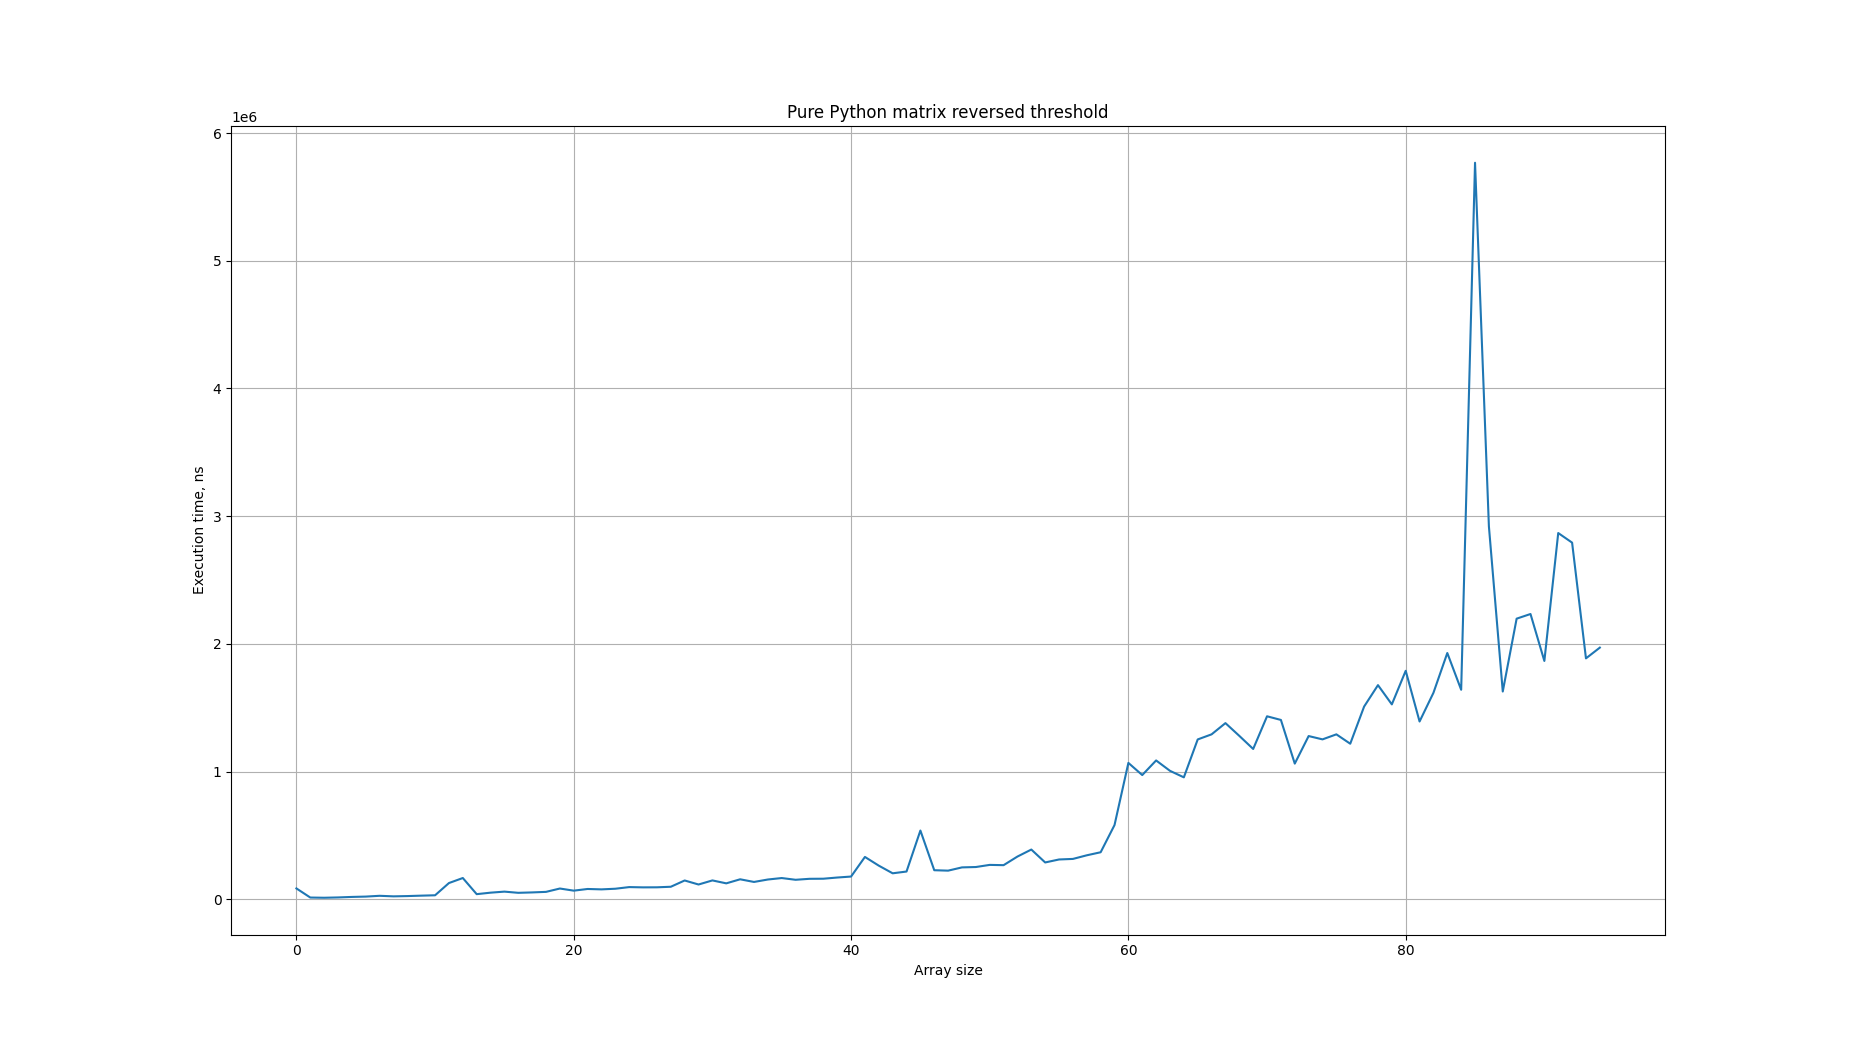 Pure Python matrix reversed threshold
1e6
6
5
4
3
2
1
0
Execution time, ns
0 20 40 60 80
Array size